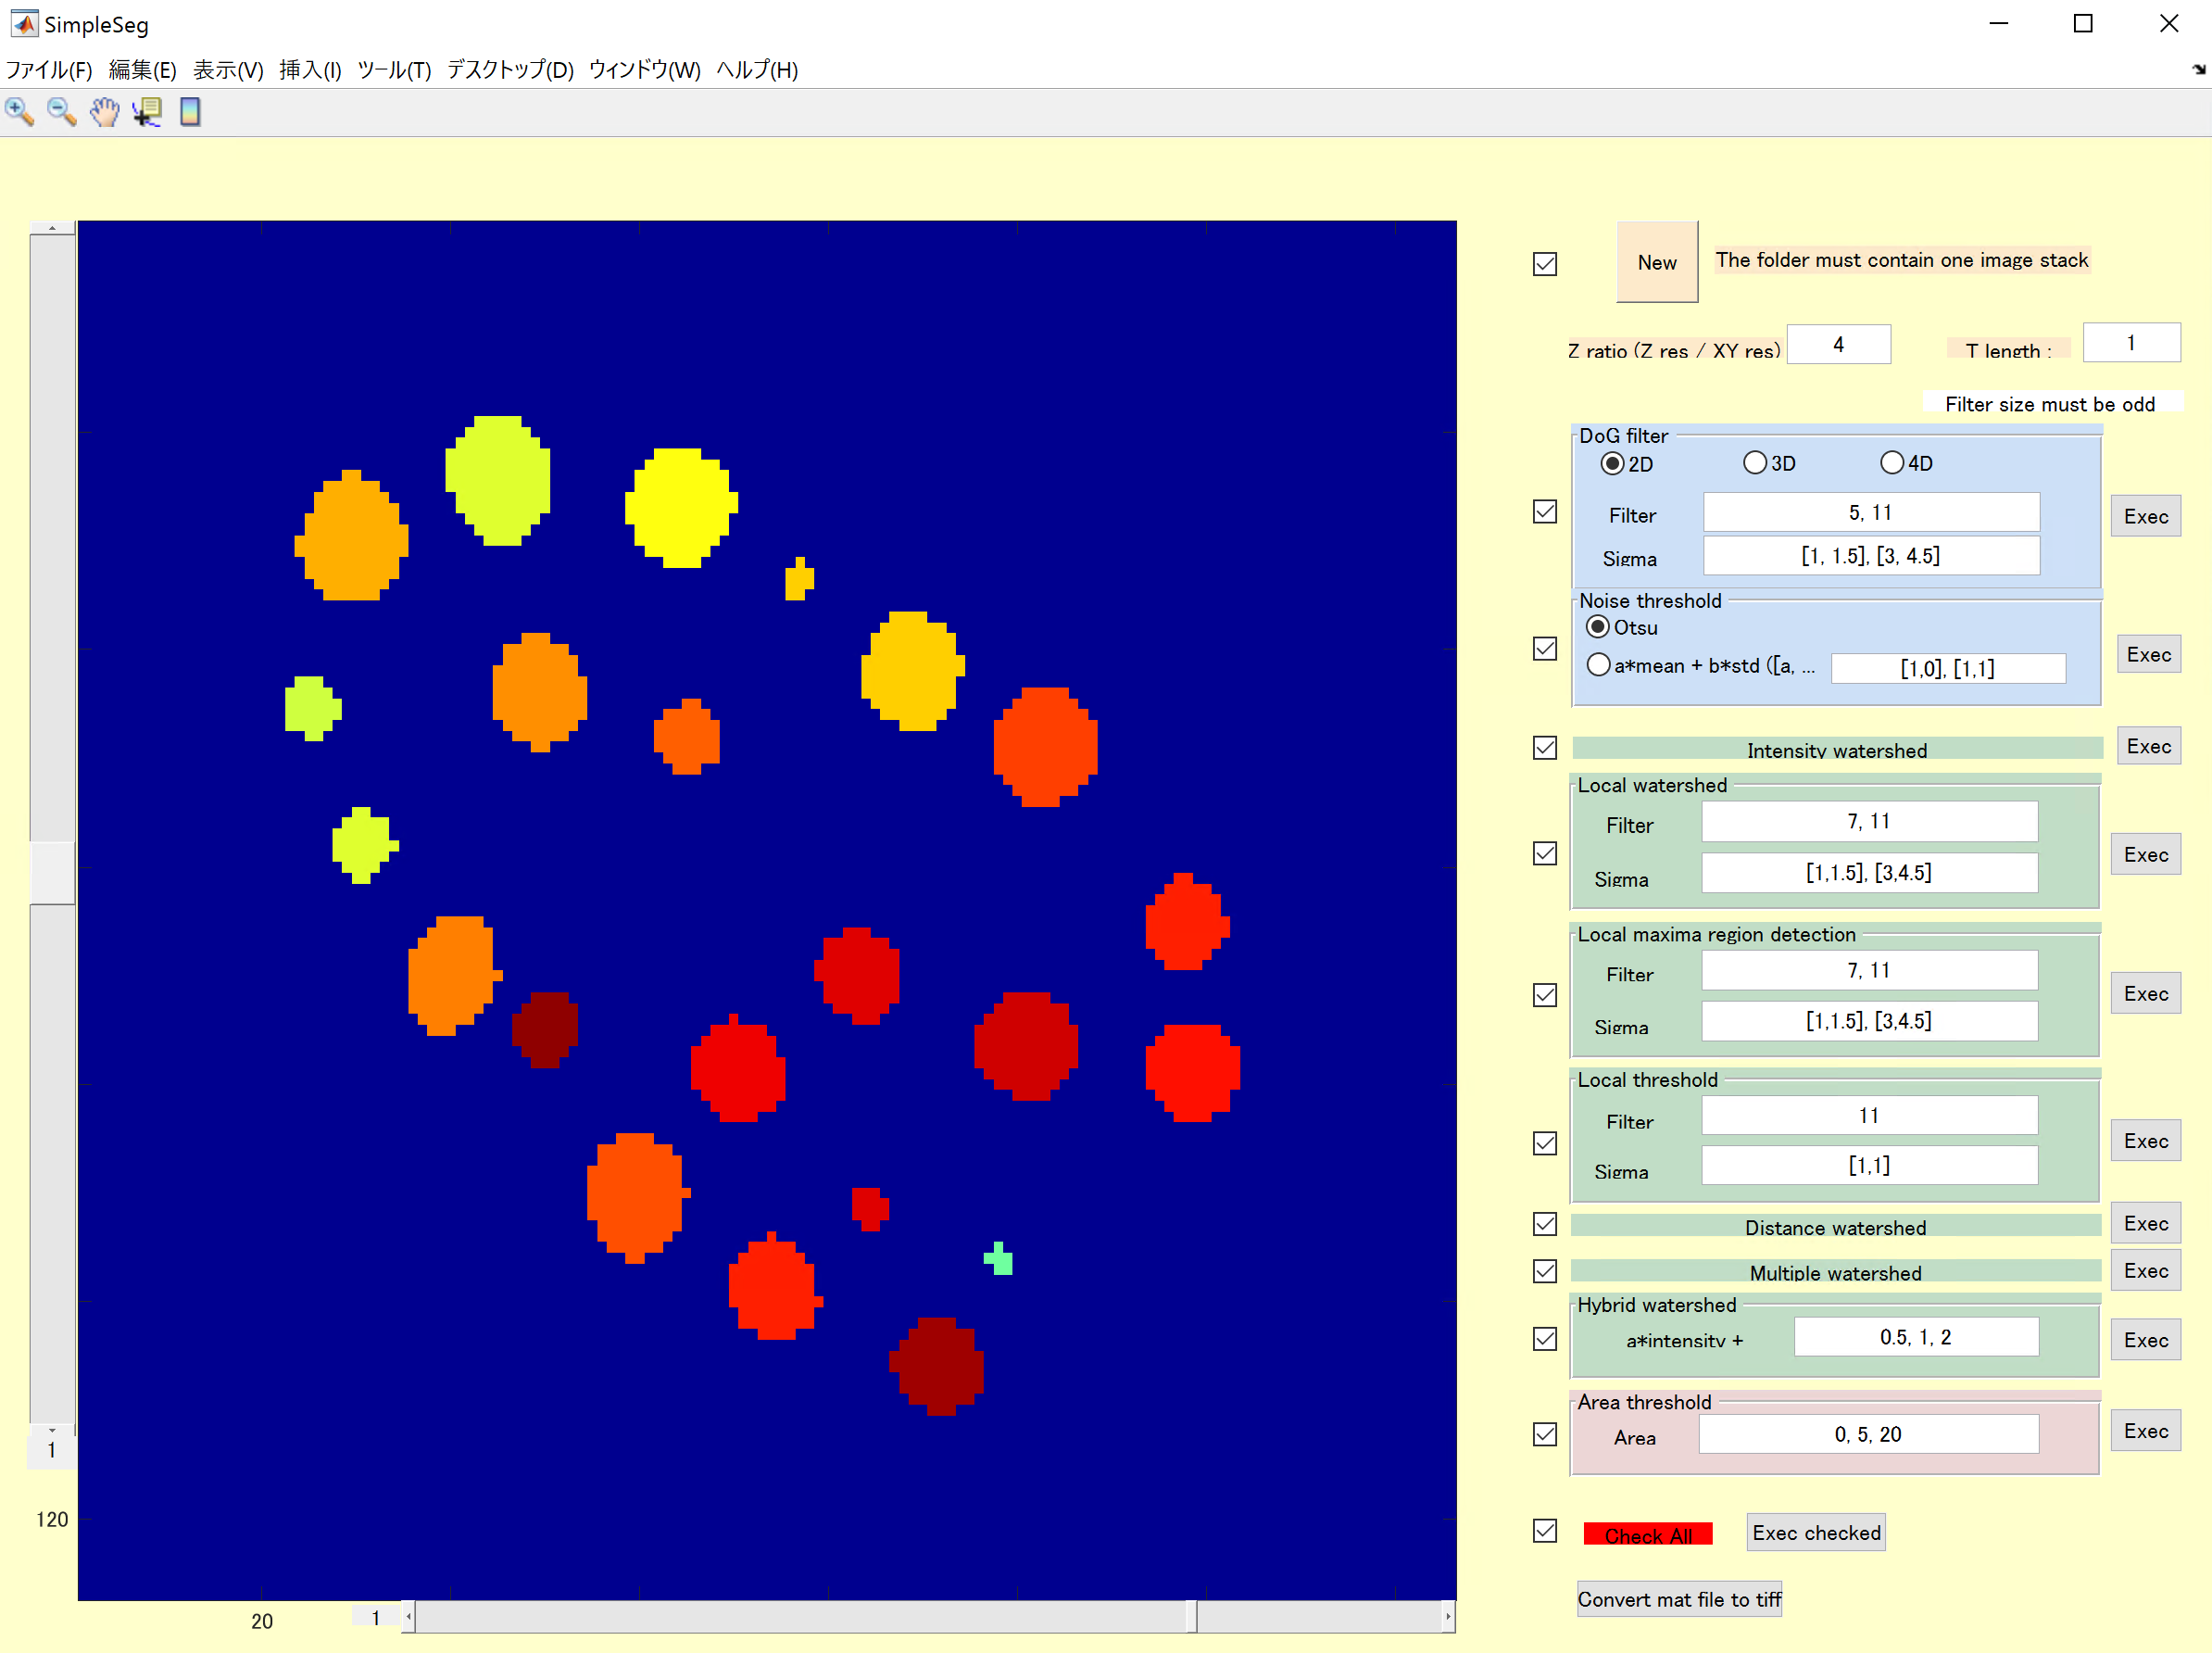 SimpleSeg
ファイル(F) 編集(E) 表示(V) 挿入(I) ツール(T) デスクトップ(D) ウィンドウ(W) ヘルプ(H)
New The folder must contain one image stack
Z ratio (Z res / XY res) 4 T length : 1
Filter size must be odd
DoG filter
2D 3D 4D
Filter 5, 11 Exec
Sigma [1, 1.5], [3, 4.5]
Noise threshold
Otsu
a*mean + b*std ([a, ... [1,0], [1,1] Exec
Intensity watershed Exec
Local watershed
Filter 7, 11
Exec
Sigma [1,1.5], [3,4.5]
Local maxima region detection
Filter 7, 11
Exec
Sigma [1,1.5], [3,4.5]
Local threshold
Filter 11
Exec
Sigma [1,1]
Distance watershed Exec
Multiple watershed Exec
Hybrid watershed
a*intensity + 0.5, 1, 2 Exec
Area threshold
Area 0, 5, 20 Exec
Check All Exec checked
Convert mat file to tiff
1
120
20 1